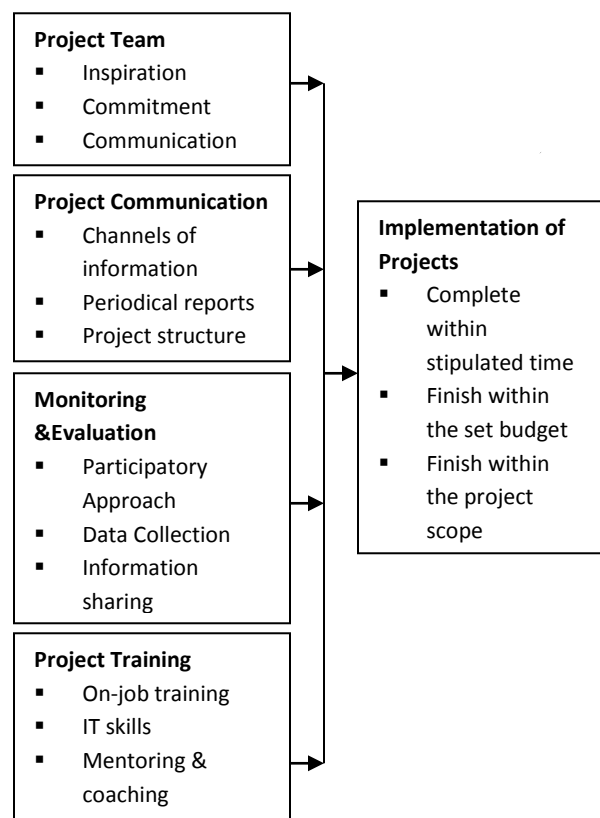 Project Team
▪ Inspiration
▪ Commitment
▪ Communication
Project Communication
▪ Channels of
information
▪ Periodical reports
▪ Project structure
Monitoring
&Evaluation
▪ Participatory
Approach
▪ Data Collection
▪ Information
sharing
Project Training
▪ On-job training
▪ IT skills
▪ Mentoring &
coaching
Implementation of
Projects
▪ Complete
within
stipulated time
▪ Finish within
the set budget
▪ Finish within
the project
scope